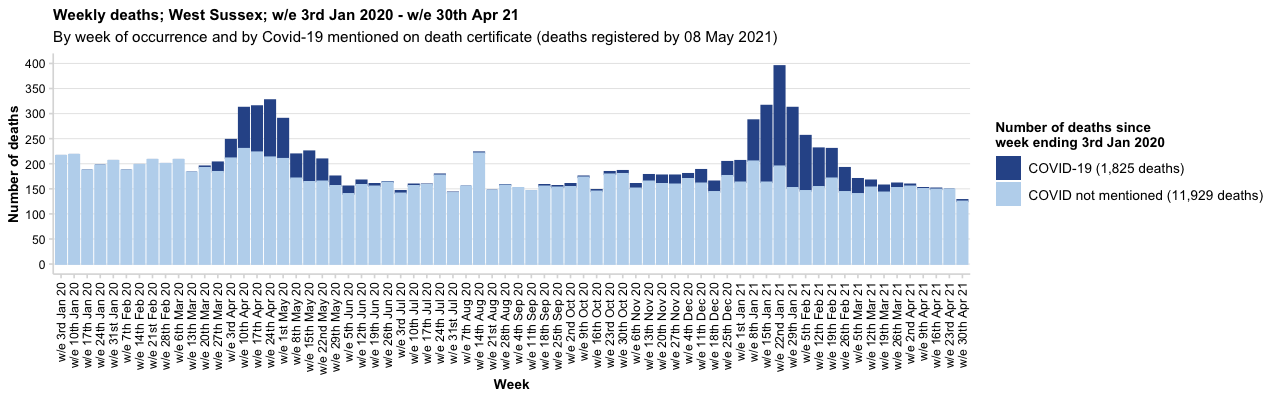 Weekly deaths; West Sussex; w/e 3rd Jan 2020 - w/e 30th Apr 21
By week of occurrence and by Covid-19 mentioned on death certificate (deaths registered by 08 May 2021)
Number of deaths
400
350
300
250
200
150
100
50
0
w/e 3rd Jan 20
w/e 10th Jan 20
w/e 17th Jan 20
w/e 24th Jan 20
w/e 31st Jan 20
w/e 7th Feb 20
w/e 14th Feb 20
w/e 21st Feb 20
w/e 28th Feb 20
w/e 6th Mar 20
w/e 13th Mar 20
w/e 20th Mar 20
w/e 27th Mar 20
w/e 3rd Apr 20
w/e 10th Apr 20
w/e 17th Apr 20
w/e 24th Apr 20
w/e 1st May 20
w/e 8th May 20
w/e 15th May 20
w/e 22nd May 20
w/e 29th May 20
w/e 5th Jun 20
w/e 12th Jun 20
w/e 19th Jun 20
w/e 26th Jun 20
w/e 3rd Jul 20
w/e 10th Jul 20
w/e 17th Jul 20
w/e 24th Jul 20
w/e 31st Jul 20
w/e 7th Aug 20
w/e 14th Aug 20
w/e 21st Aug 20
w/e 28th Aug 20
w/e 4th Sep 20
w/e 11th Sep 20
w/e 18th Sep 20
w/e 25th Sep 20
w/e 2nd Oct 20
w/e 9th Oct 20
w/e 16th Oct 20
w/e 23rd Oct 20
w/e 30th Oct 20
w/e 6th Nov 20
w/e 13th Nov 20
w/e 20th Nov 20
w/e 27th Nov 20
w/e 4th Dec 20
w/e 11th Dec 20
w/e 18th Dec 20
w/e 25th Dec 20
w/e 1st Jan 21
w/e 8th Jan 21
w/e 15th Jan 21
w/e 22nd Jan 21
w/e 29th Jan 21
w/e 5th Feb 21
w/e 12th Feb 21
w/e 19th Feb 21
w/e 26th Feb 21
w/e 5th Mar 21
w/e 12th Mar 21
w/e 19th Mar 21
w/e 26th Mar 21
w/e 2nd Apr 21
w/e 9th Apr 21
w/e 16th Apr 21
w/e 23rd Apr 21
w/e 30th Apr 21
Week
Number of deaths since
week ending 3rd Jan 2020
COVID-19 (1,825 deaths)
COVID not mentioned (11,929 deaths)